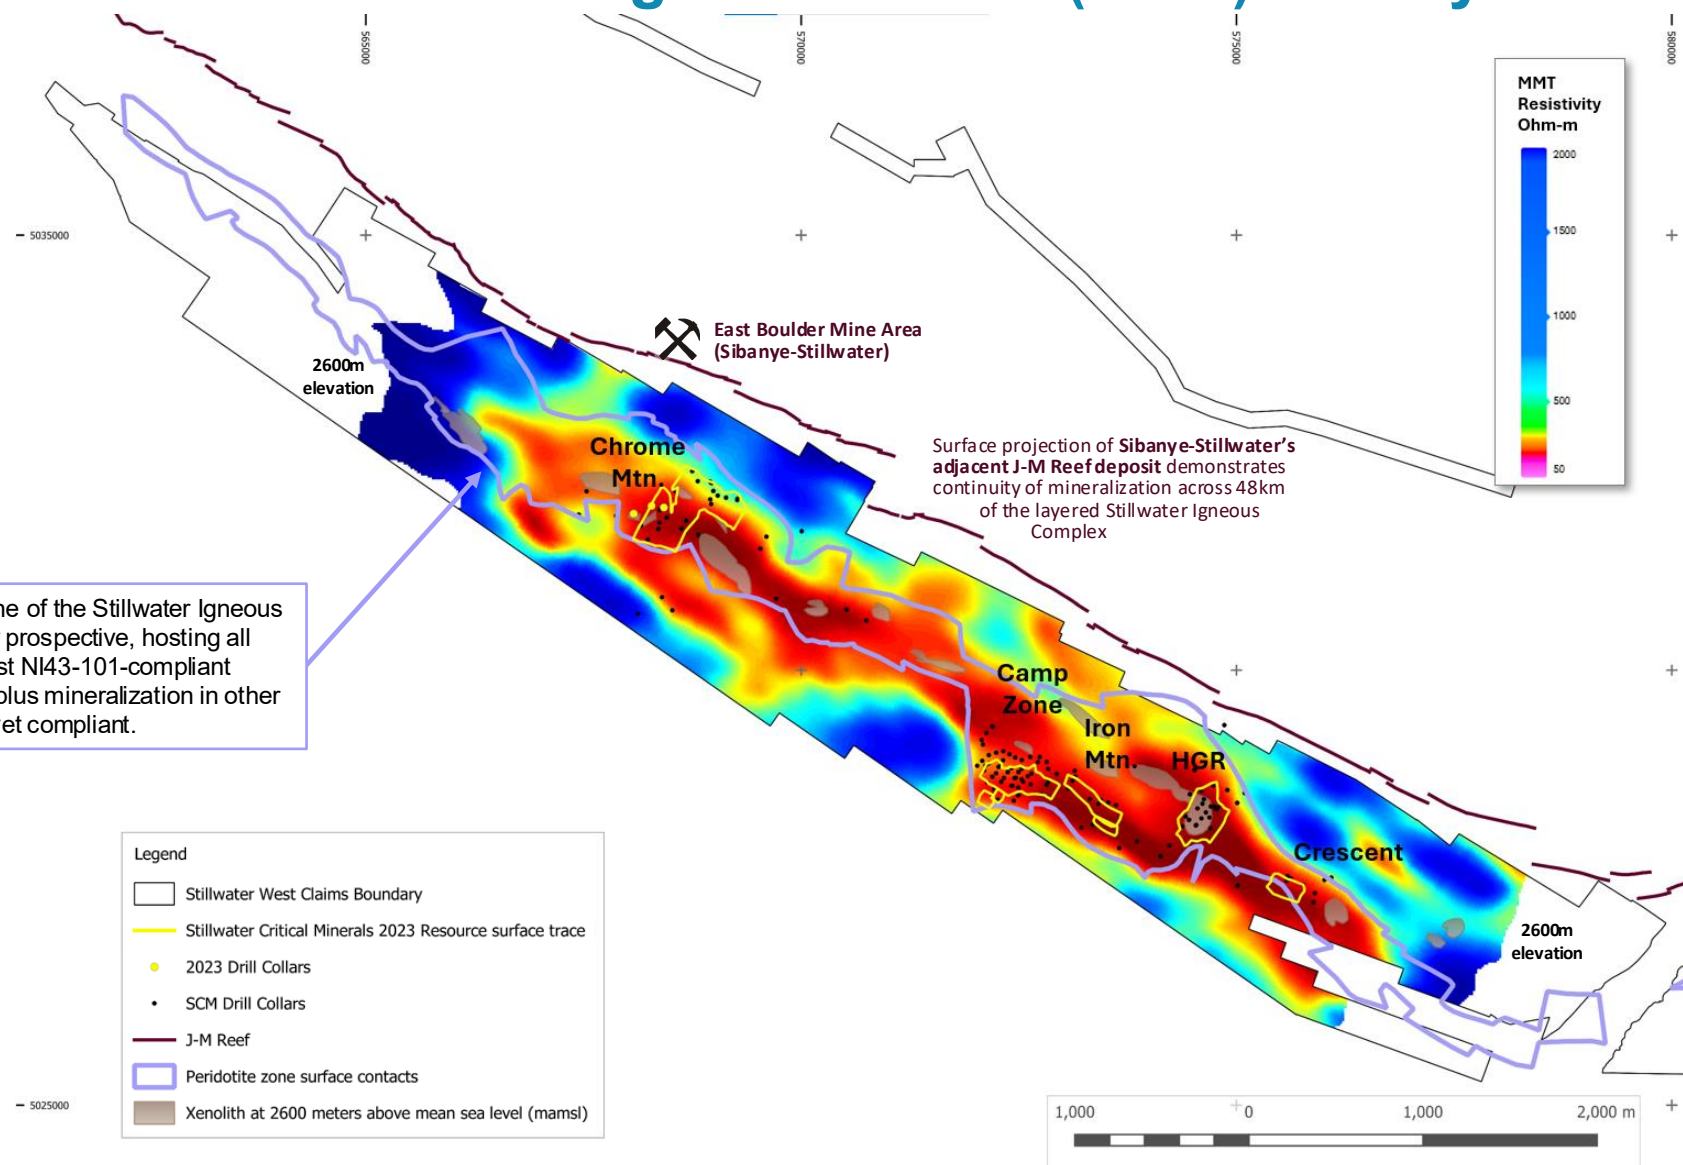 565000
570000
575000
580000
5035000
5025000
MMT
Resistivity
Ohm-m
2000
1500
1000
500
50
East Boulder Mine Area
(Sibanye-Stillwater)
2600m
elevation
Chrome
Mtn.
Surface projection of Sibanye-Stillwater's
adjacent J-M Reef deposit demonstrates
continuity of mineralization across 48km
of the layered Stillwater Igneous
Complex
of the Stillwater Igneous
prospective, hosting all
NI43-101-compliant
plus mineralization in other
compliant.
Camp
Zone
Iron
Mtn.
HGR
Crescent
2600m
elevation
Legend
Stillwater West Claims Boundary
Stillwater Critical Minerals 2023 Resource surface trace
2023 Drill Collars
SCM Drill Collars
J-M Reef
Peridotite zone surface contacts
Xenolith at 2600 meters above mean sea level (mamsl)
1,000
0
1,000
2,000 m